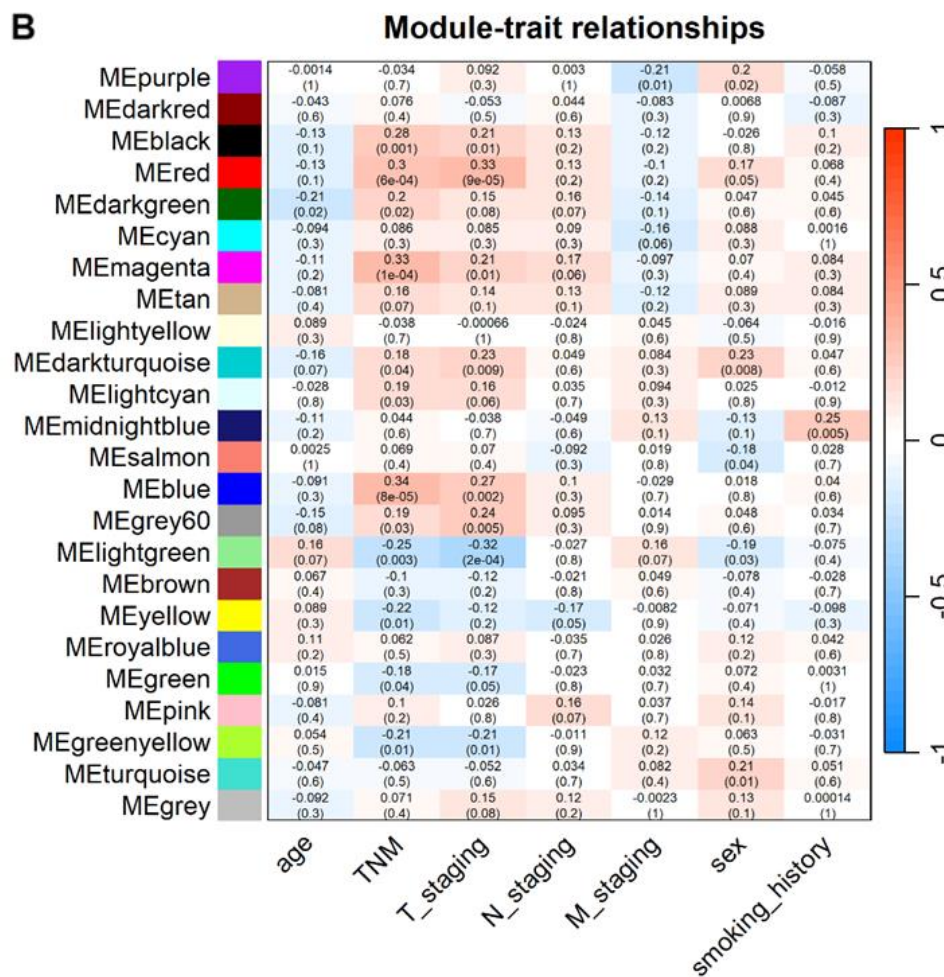 B
Module-trait relationships
MEpurple -0.0014 -0.034 0.092 0.003 -0.21 0.2 -0.058
(1) (0.7) (0.3) (1) (0.01) (0.02) (0.5)
MEdarkred -0.043 0.076 -0.053 0.044 -0.083 0.0068 -0.087
(0.6) (0.4) (0.5) (0.6) (0.3) (0.9) (0.3)
MEblack -0.13 0.28 0.21 0.13 -0.12 -0.026 0.1
(0.1) (0.001) (0.01) (0.2) (0.2) (0.8) (0.2)
MEred -0.13 0.3 0.33 0.13 -0.1 0.17 0.068
(0.1) (6e-04) (9e-05) (0.2) (0.2) (0.05) (0.4)
MEdarkgreen -0.21 0.2 0.15 0.16 -0.14 0.047 0.045
(0.02) (0.02) (0.08) (0.07) (0.1) (0.6) (0.6)
MEcyan -0.094 0.086 0.085 0.09 -0.16 0.088 0.0016
(0.3) (0.3) (0.3) (0.3) (0.06) (0.3) (1)
MEmagenta -0.11 0.33 0.21 0.17 -0.097 0.07 0.084
(0.2) (1e-04) (0.01) (0.06) (0.3) (0.4) (0.3)
MEtan -0.081 0.16 0.14 0.13 -0.12 0.089 0.084
(0.4) (0.07) (0.1) (0.1) (0.2) (0.3) (0.3)
MElightyellow 0.089 -0.038 -0.00066 -0.024 0.045 -0.064 -0.016
(0.3) (0.7) (1) (0.8) (0.6) (0.5) (0.9)
MEdarkturquoise -0.16 0.18 0.23 0.049 0.084 0.23 0.047
(0.07) (0.04) (0.009) (0.6) (0.3) (0.008) (0.6)
MElightcyan -0.028 0.19 0.16 0.035 0.094 0.025 -0.012
(0.8) (0.03) (0.06) (0.7) (0.3) (0.8) (0.9)
MEmidnightblue -0.11 0.044 -0.038 -0.049 0.13 -0.13 0.25
(0.2) (0.6) (0.7) (0.6) (0.1) (0.1) (0.005)
MEsalmon 0.0025 0.069 0.07 -0.092 0.019 -0.18 0.028
(1) (0.4) (0.4) (0.3) (0.8) (0.04) (0.7)
MEblue -0.091 0.34 0.27 0.1 -0.029 0.018 0.04
(0.3) (8e-05) (0.002) (0.3) (0.7) (0.8) (0.6)
MEgrey60 -0.15 0.19 0.24 0.095 0.014 0.048 0.034
(0.08) (0.03) (0.005) (0.3) (0.9) (0.6) (0.7)
MElightgreen 0.16 -0.25 -0.32 -0.027 0.16 -0.19 -0.075
(0.07) (0.003) (2e-04) (0.8) (0.07) (0.03) (0.4)
MEbrown 0.067 -0.1 -0.12 -0.021 0.049 -0.078 -0.028
(0.4) (0.3) (0.2) (0.8) (0.6) (0.4) (0.7)
MEyellow 0.089 -0.22 -0.12 -0.17 -0.0082 -0.071 -0.098
(0.3) (0.01) (0.2) (0.05) (0.9) (0.4) (0.3)
MEroyalblue 0.11 0.062 0.087 -0.035 0.026 0.12 0.042
(0.2) (0.5) (0.3) (0.7) (0.8) (0.2) (0.6)
MEgreen 0.015 -0.18 -0.17 -0.023 0.032 0.072 0.0031
(0.9) (0.04) (0.05) (0.8) (0.7) (0.4) (1)
MEpink -0.081 0.1 0.026 0.16 0.037 0.14 -0.017
(0.4) (0.2) (0.8) (0.07) (0.7) (0.1) (0.8)
MEgreenyellow 0.054 -0.21 -0.21 -0.011 0.12 0.063 -0.031
(0.5) (0.01) (0.01) (0.9) (0.2) (0.5) (0.7)
MEturquoise -0.047 -0.063 -0.052 0.034 0.082 0.21 0.051
(0.6) (0.5) (0.6) (0.7) (0.4) (0.01) (0.6)
MEgrey -0.092 0.071 0.15 0.12 -0.0023 0.13 0.00014
(0.3) (0.4) (0.08) (0.2) (1) (0.1) (1)
age
TNM
T_staging
N_staging
M_staging
sex
smoking_history
1
0.5
0
-0.5
-1